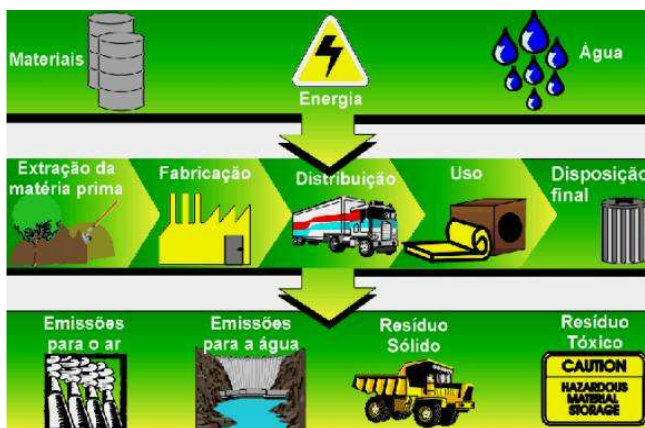 Materiais
Energia
Água
Extração da
matéria prima
Fabricação
Distribuição
Uso
Disposição
final
Emissões
para o ar
Emissões
para a água
Resíduo
Sólido
Resíduo
Tóxico
CAUTION
HAZARDOUS
MATERIAL
STORAGE